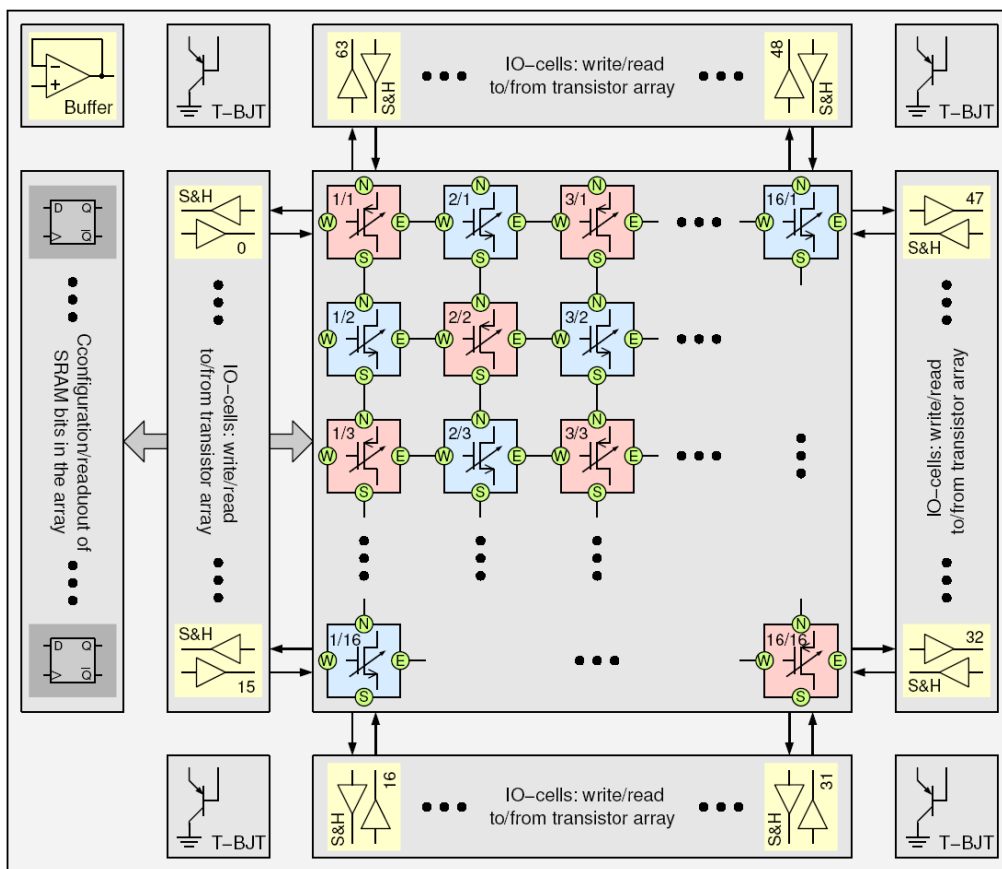 Buffer
T-BJT
63
S&H
IO-cells: write/read
to/from transistor array
48
S&H
T-BJT
D Q
Q
S&H
0
1/1 N W E S
2/1 N W E S
3/1 N W E S
16/1 N W E S
47
S&H
1/2 N W E S
2/2 N W E S
3/2 N W E S
Cconfiguration/readouot of
SRAM bits in the array
IO-cells: write/read
to/from transistor array
IO-cells: write/read
to/from transistor array
1/3 N W E S
2/3 N W E S
3/3 N W E S
D Q
Q
S&H
15
1/16 N W E S
16/16 N W E S
32
S&H
T-BJT
S&H
16
IO-cells: write/read
to/from transistor array
S&H
31
T-BJT